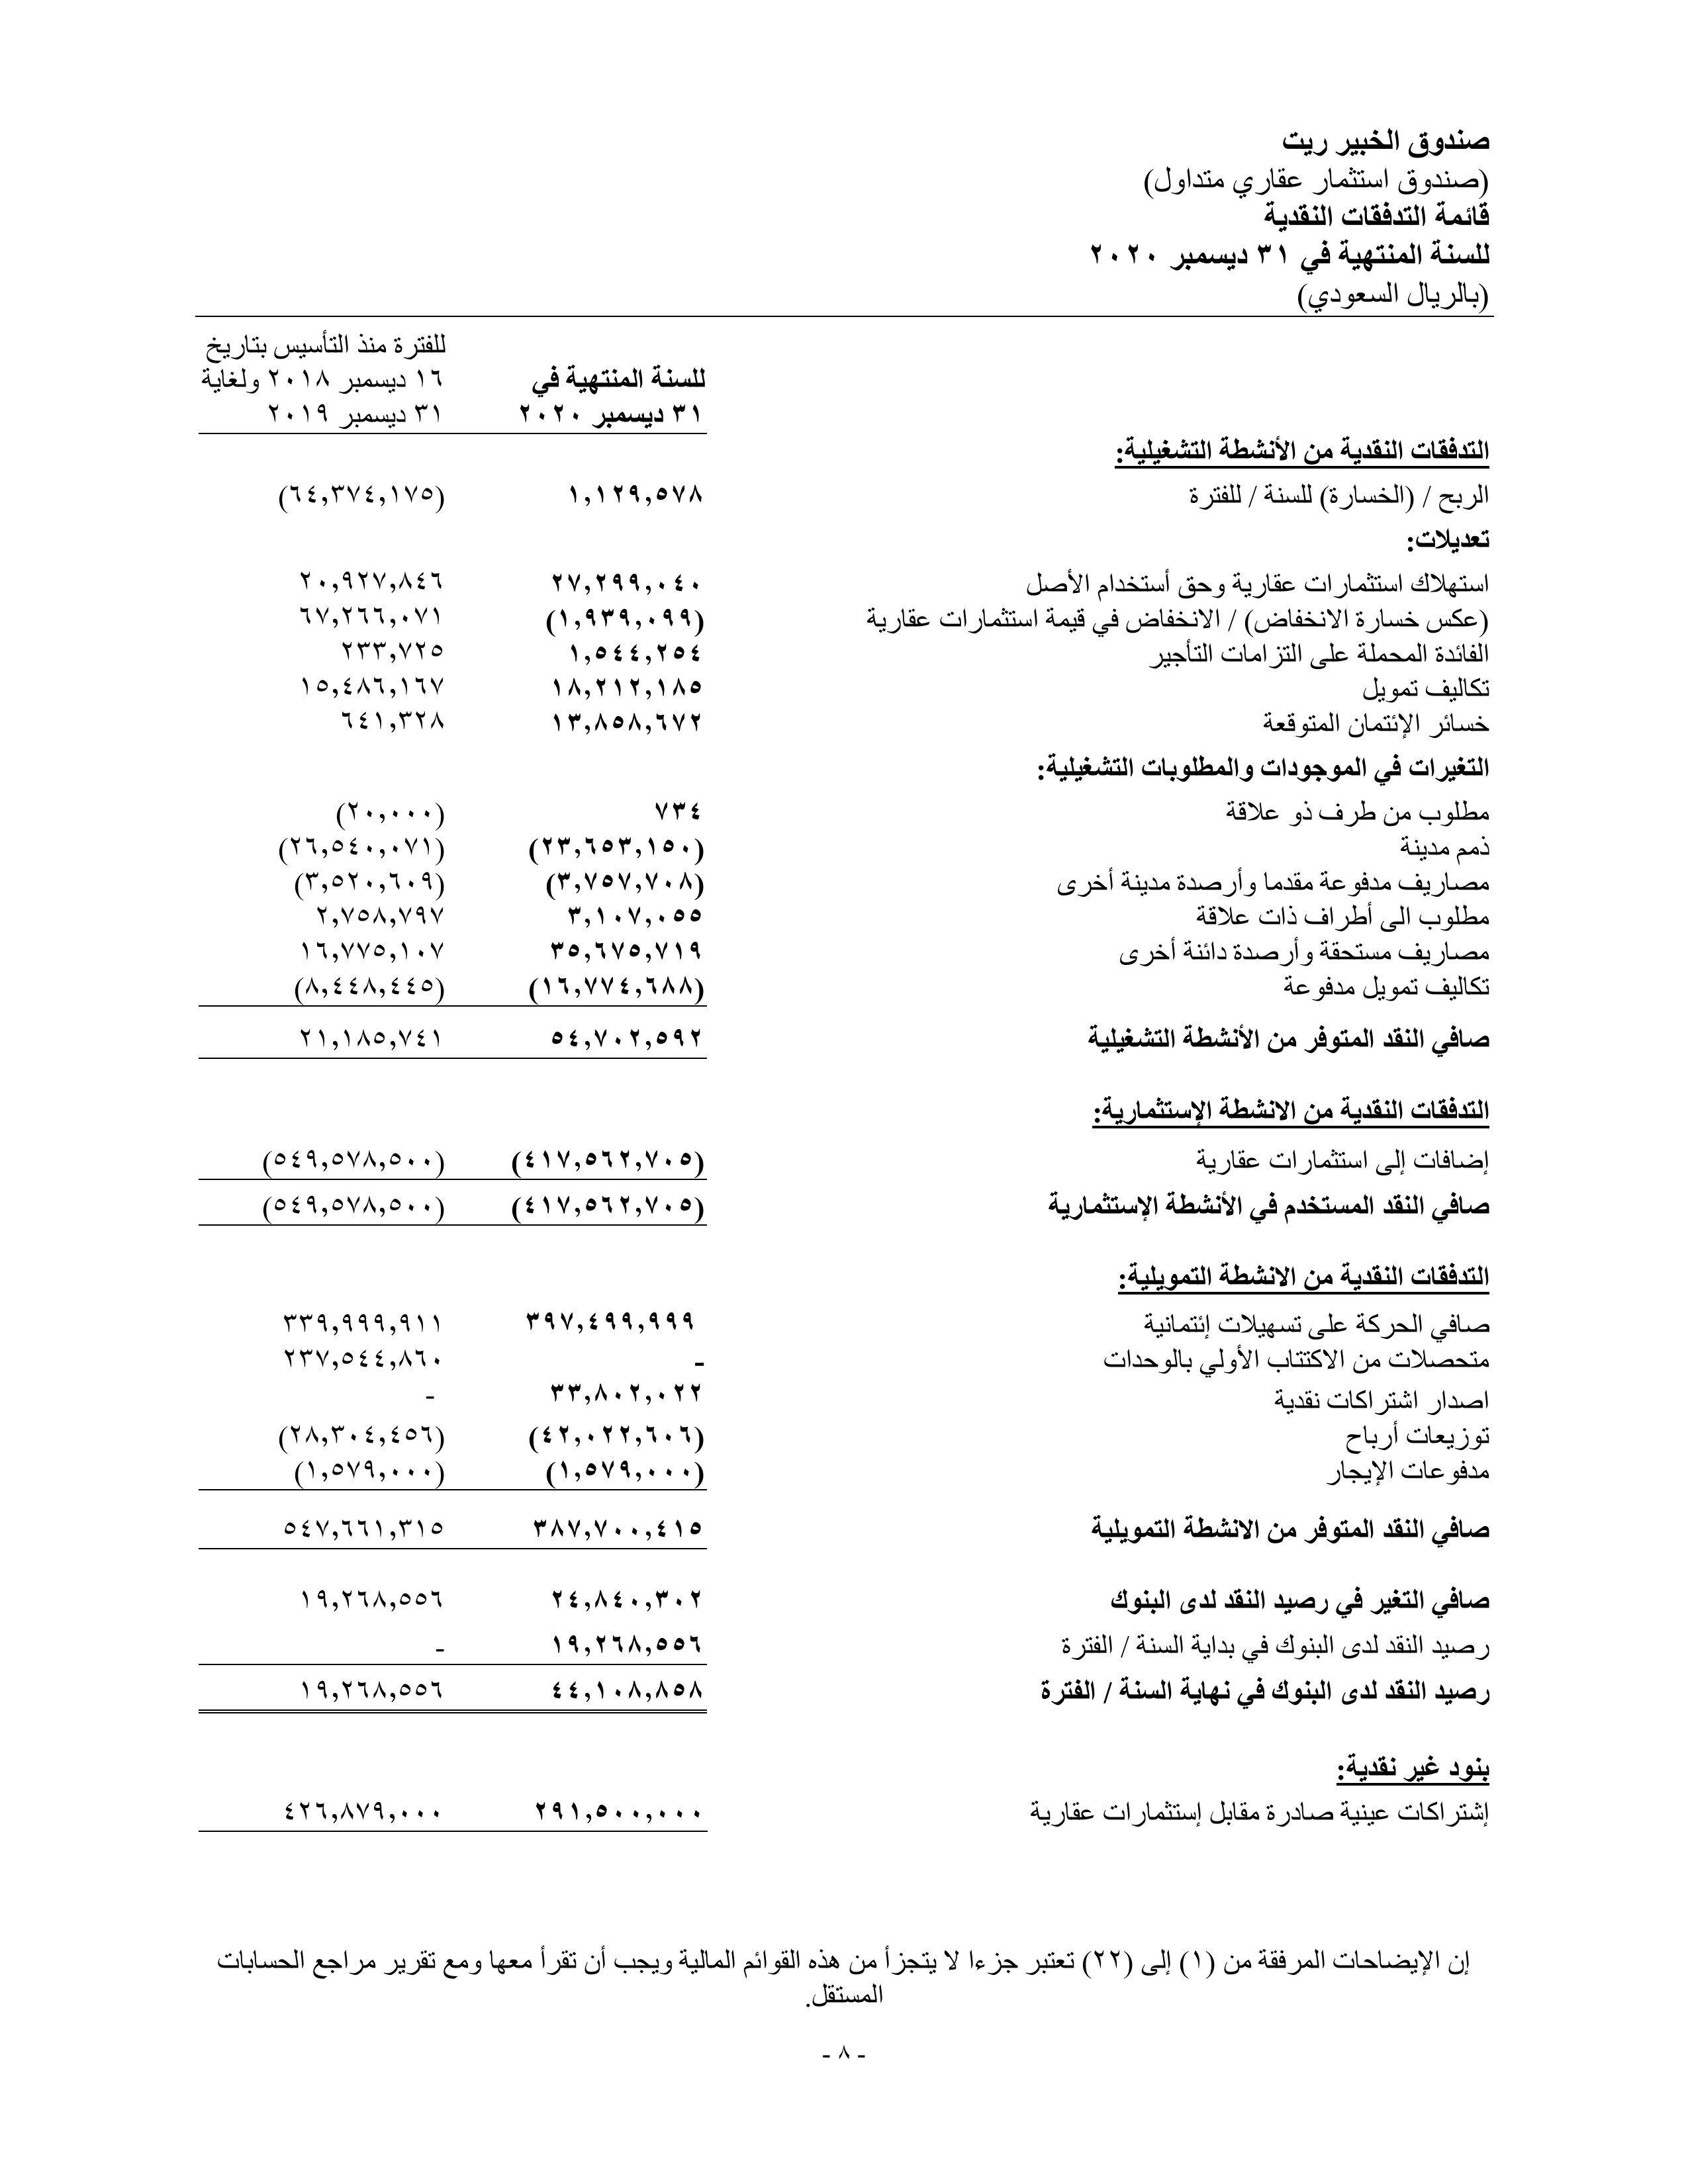 صندوق الخبير ريت
(صندوق استثمار عقاري متداول)
قائمة التدفقات النقدية
للسنة المنتهية في ٣١ ديسمبر ٢٠٢٠
(بالريال السعودي)
للسنة المنتهية في ٣١ ديسمبر ٢٠٢٠
للفترة منذ التأسيس بتاريخ ١٦ ديسمبر ٢٠١٨ ولغاية ٣١ ديسمبر ٢٠١٩
التدفقات النقدية من الأنشطة التشغيلية:
الربح / (الخسارة) للسنة / للفترة ١,١٢٩,٥٧٨ (٦٤,٣٧٤,١٧٥)
تعديلات:
استهلاك استثمارات عقارية وحق أستخدام الأصل ٢٧,٢٩٩,٠٤٠ ٢٠,٩٢٧,٨٤٦
(عكس خسارة الانخفاض) / الانخفاض في قيمة استثمارات عقارية (١,٩٣٩,٠٩٩) ٦٧,٢٦٦,٠٧١
الفائدة المحملة على التزامات التأجير ١,٥٤٤,٢٥٤ ٢٣٣,٧٢٥
تكاليف تمويل ١٨,٢١٢,١٨٥ ١٥,٤٨٦,١٦٧
خسائر الإئتمان المتوقعة ١٣,٨٥٨,٦٧٢ ٦٤١,٣٢٨
التغيرات في الموجودات والمطلوبات التشغيلية:
مطلوب من طرف ذو علاقة ٧٣٤ (٢٠,٠٠٠)
ذمم مدينة (٢٣,٦٥٣,١٥٠) (٢٦,٥٤٠,٠٧١)
مصاريف مدفوعة مقدما وأرصدة مدينة أخرى (٣,٧٥٧,٧٠٨) (٣,٥٢٠,٦٠٩)
مطلوب الى أطراف ذات علاقة ٣,١٠٧,٠٥٥ ٢,٧٥٨,٧٩٧
مصاريف مستحقة وأرصدة دائنة أخرى ٣٥,٦٧٥,٧١٩ ١٦,٧٧٥,١٠٧
تكاليف تمويل مدفوعة (١٦,٧٧٤,٦٨٨) (٨,٤٤٨,٤٤٥)
صافي النقد المتوفر من الأنشطة التشغيلية ٥٤,٧٠٢,٥٩٢ ٢١,١٨٥,٧٤١
التدفقات النقدية من الانشطة الإستثمارية:
إضافات إلى استثمارات عقارية (٤١٧,٥٦٢,٧٠٥) (٥٤٩,٥٧٨,٥٠٠)
صافي النقد المستخدم في الأنشطة الإستثمارية (٤١٧,٥٦٢,٧٠٥) (٥٤٩,٥٧٨,٥٠٠)
التدفقات النقدية من الانشطة التمويلية:
صافي الحركة على تسهيلات إئتمانية ٣٩٧,٤٩٩,٩٩٩ ٣٣٩,٩٩٩,٩١١
متحصلات من الاكتتاب الأولي بالوحدات - ٢٣٧,٥٤٤,٨٦٠
اصدار اشتراكات نقدية ٣٣,٨٠٢,٠٢٢ -
توزيعات أرباح (٤٢,٠٢٢,٦٠٦) (٢٨,٣٠٤,٤٥٦)
مدفوعات الإيجار (١,٥٧٩,٠٠٠) (١,٥٧٩,٠٠٠)
صافي النقد المتوفر من الانشطة التمويلية ٣٨٧,٧٠٠,٤١٥ ٥٤٧,٦٦١,٣١٥
صافي التغير في رصيد النقد لدى البنوك ٢٤,٨٤٠,٣٠٢ ١٩,٢٦٨,٥٥٦
رصيد النقد لدى البنوك في بداية السنة / الفترة ١٩,٢٦٨,٥٥٦ -
رصيد النقد لدى البنوك في نهاية السنة / الفترة ٤٤,١٠٨,٨٥٨ ١٩,٢٦٨,٥٥٦
بنود غير نقدية:
إشتراكات عينية صادرة مقابل إستثمارات عقارية ٢٩١,٥٠٠,٠٠٠ ٤٢٦,٨٧٩,٠٠٠
إن الإيضاحات المرفقة من (١) إلى (٢٢) تعتبر جزءا لا يتجزأ من هذه القوائم المالية ويجب أن تقرأ معها ومع تقرير مراجع الحسابات
المستقل.
- ٨ -